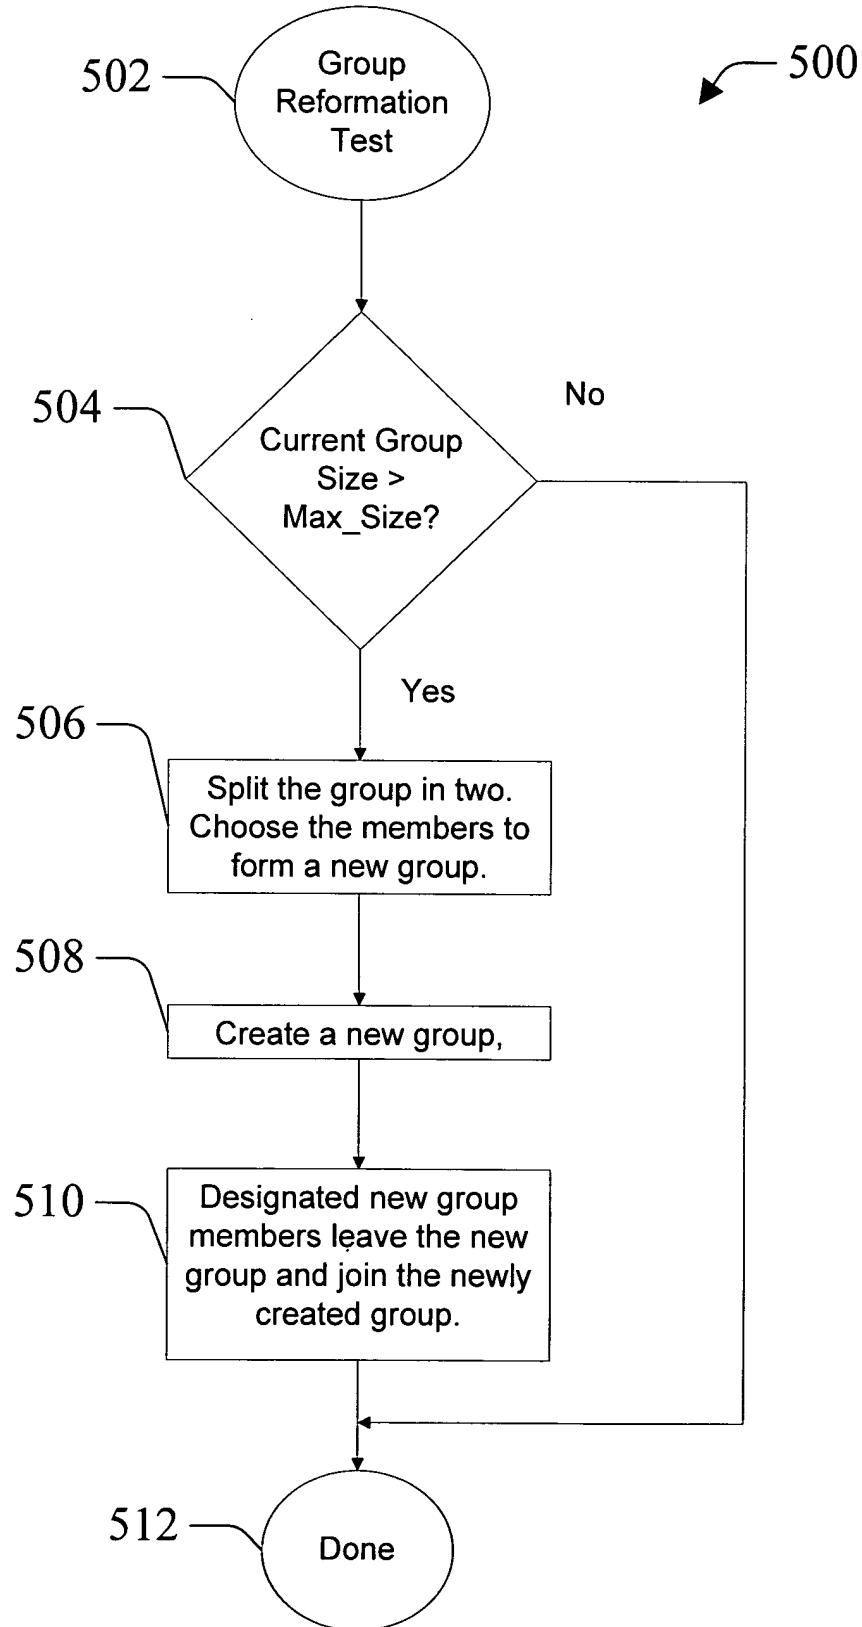 502
Group
Reformation
Test
500
504
No
Current Group
Size >
Max_Size?
Yes
506
Split the group in two.
Choose the members to
form a new group.
508
Create a new group,
510
Designated new group
members leave the new
group and join the newly
created group.
512
Done